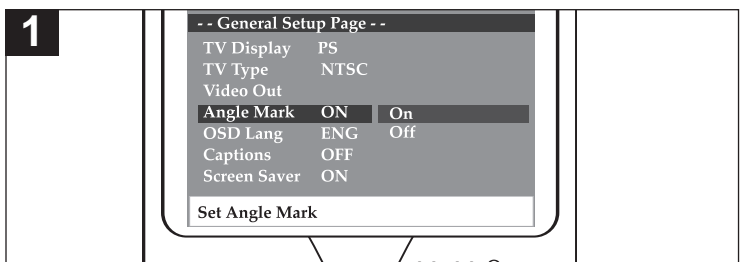 1
- - General Setup Page - -
TV Display PS
TV Type NTSC
Video Out
Angle Mark ON On
OSD Lang ENG Off
Captions OFF
Screen Saver ON
Set Angle Mark